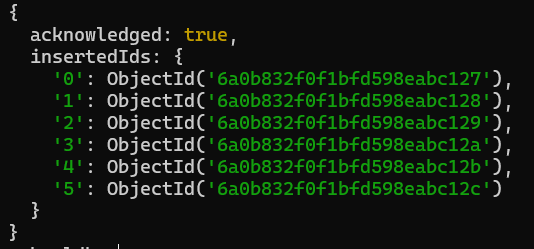 {
  acknowledged: true,
  insertedIds: {
    '0': ObjectId('6a0b832f0f1bfd598eabc127'),
    '1': ObjectId('6a0b832f0f1bfd598eabc128'),
    '2': ObjectId('6a0b832f0f1bfd598eabc129'),
    '3': ObjectId('6a0b832f0f1bfd598eabc12a'),
    '4': ObjectId('6a0b832f0f1bfd598eabc12b'),
    '5': ObjectId('6a0b832f0f1bfd598eabc12c')
  }
}